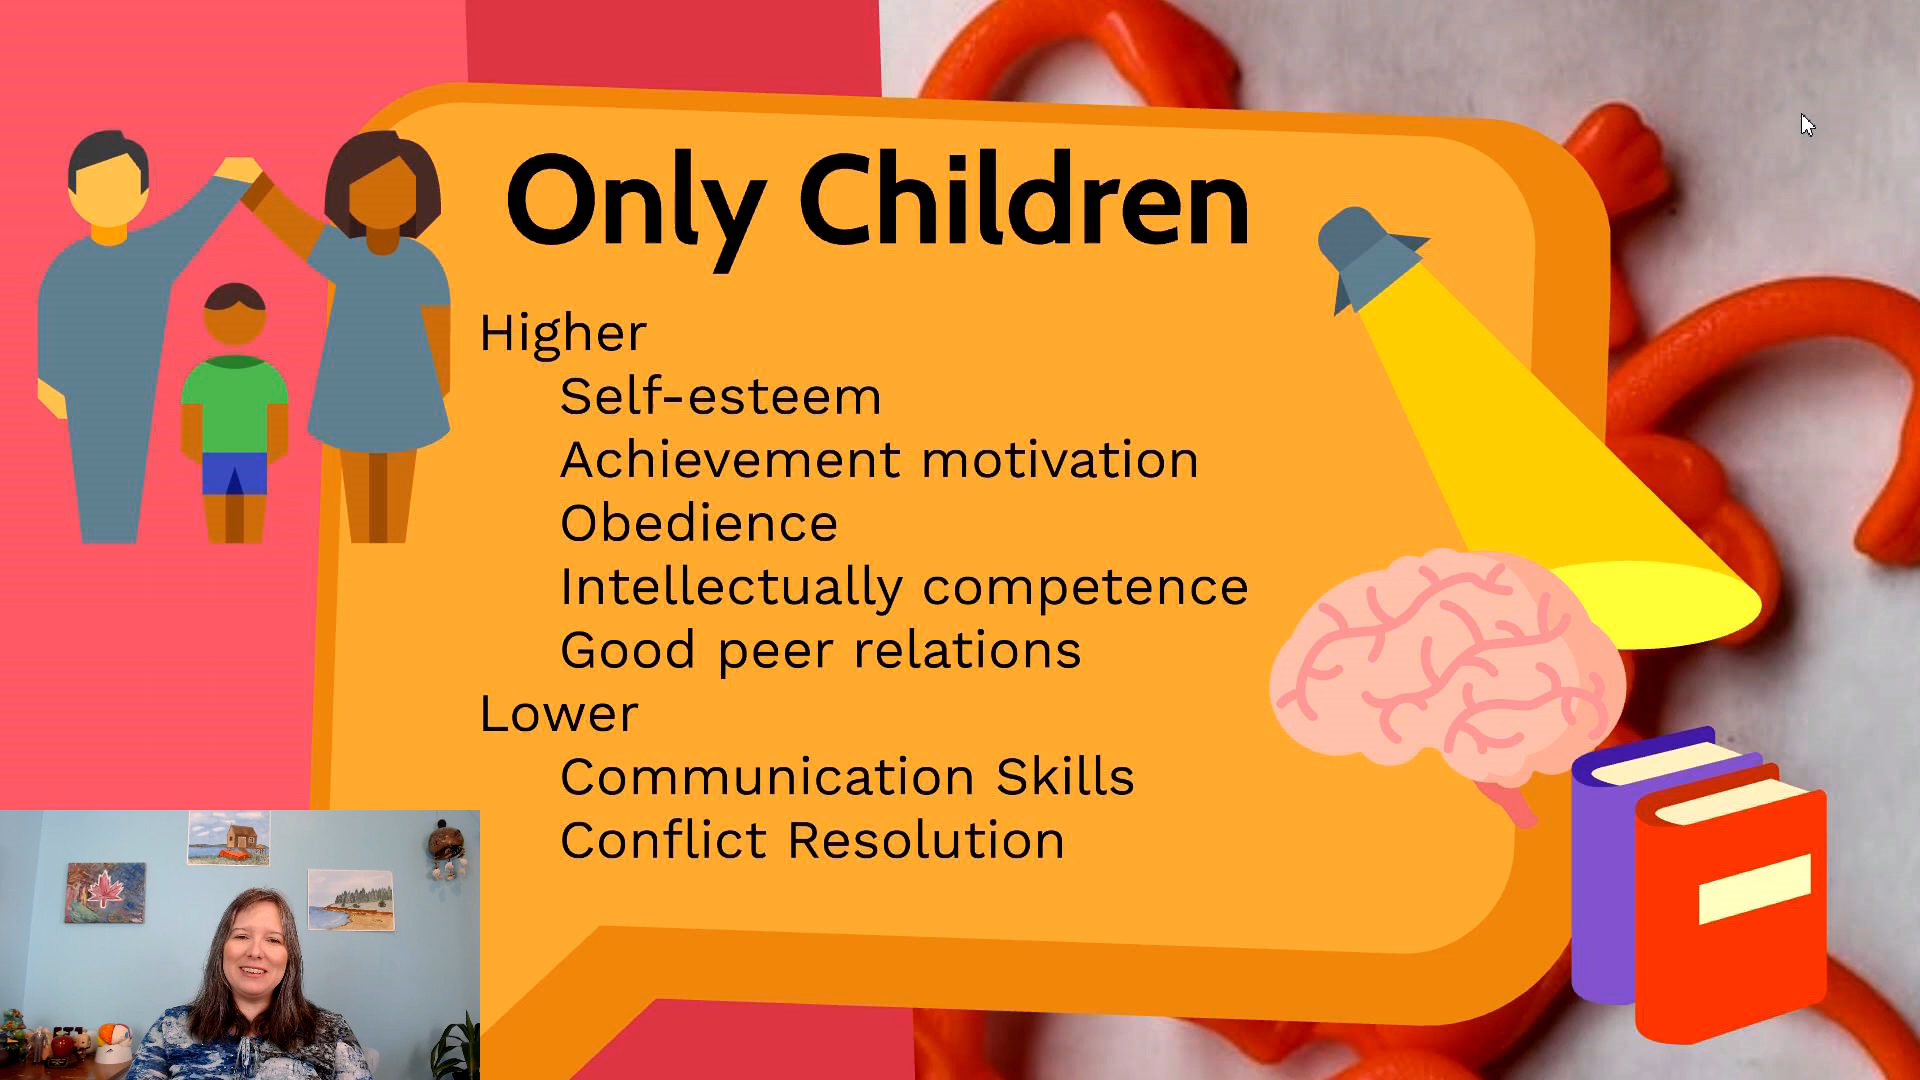 Only Children
Higher
Self-esteem
Achievement motivation
Obedience
Intellectually competence
Good peer relations
Lower
Communication Skills
Conflict Resolution